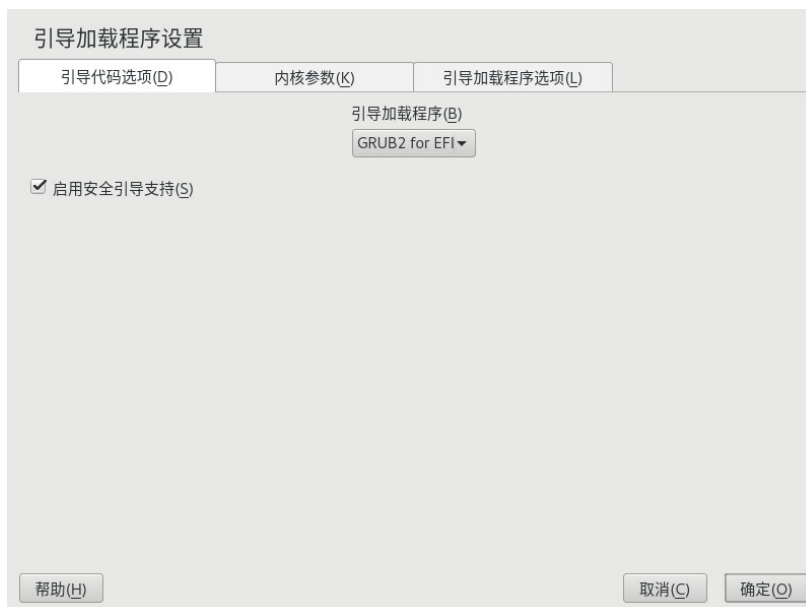 引导加载程序设置
引导代码选项(D) 内核参数(K) 引导加载程序选项(L)
引导加载程序(B)
GRUB2 for EFI
启用安全引导支持(S)
帮助(H) 取消(C) 确定(O)